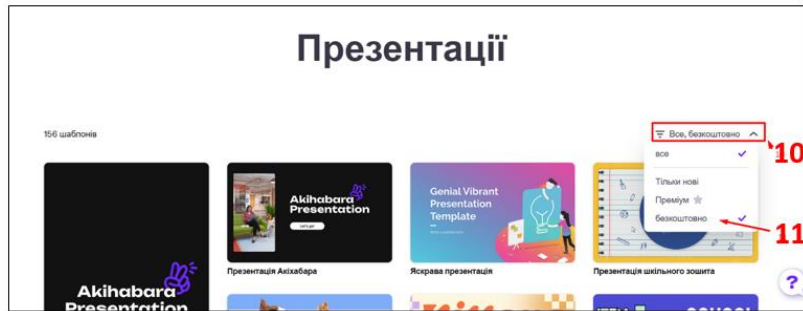 Презентації
156 шаблонів
Все, безкоштовно
10
все
Тільки нові
Преміум
безкоштовно
11
Akihabara
Presentation
Genial Vibrant
Presentation
Template
Презентація Акіхабара
Яскрава презентація
Презентація шкільного зошита
?
Akihabara
Presentation